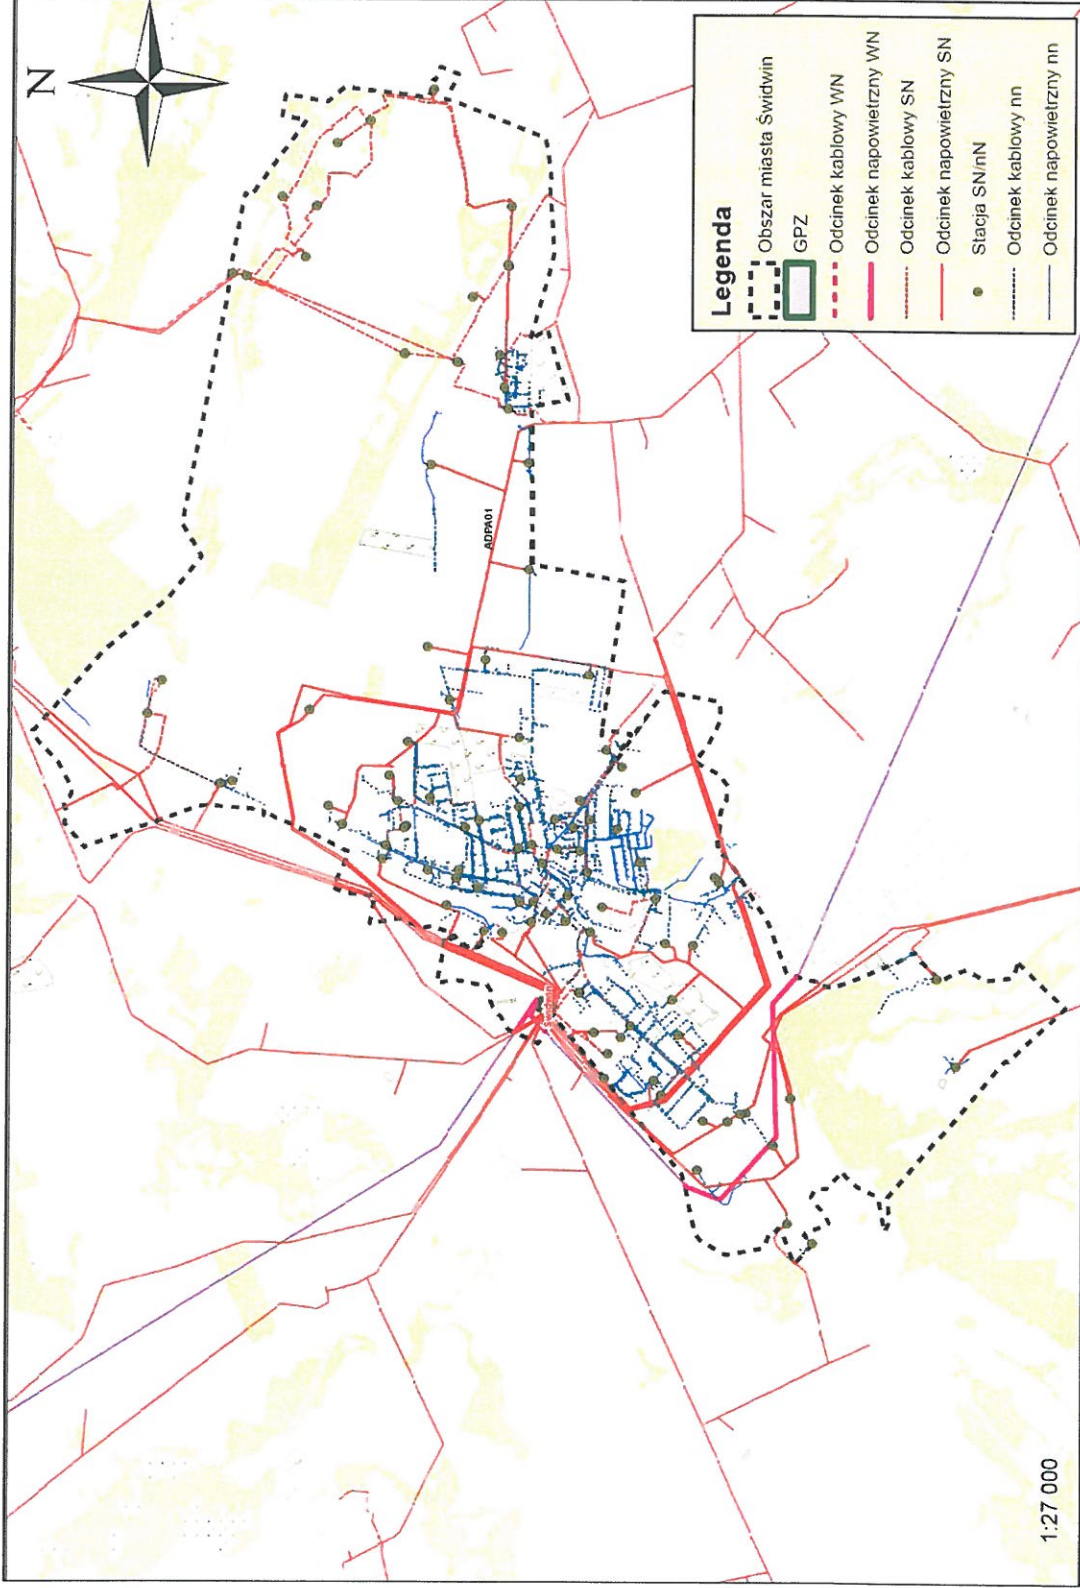 N
ADPA01
Świdwin
Legenda
Obszar miasta Świdwin
GPZ
Odcinek kablowy WN
Odcinek napowietrzny WN
Odcinek kablowy SN
Odcinek napowietrzny SN
Stacja SN/nN
Odcinek kablowy nn
Odcinek napowietrzny nn
1:27 000